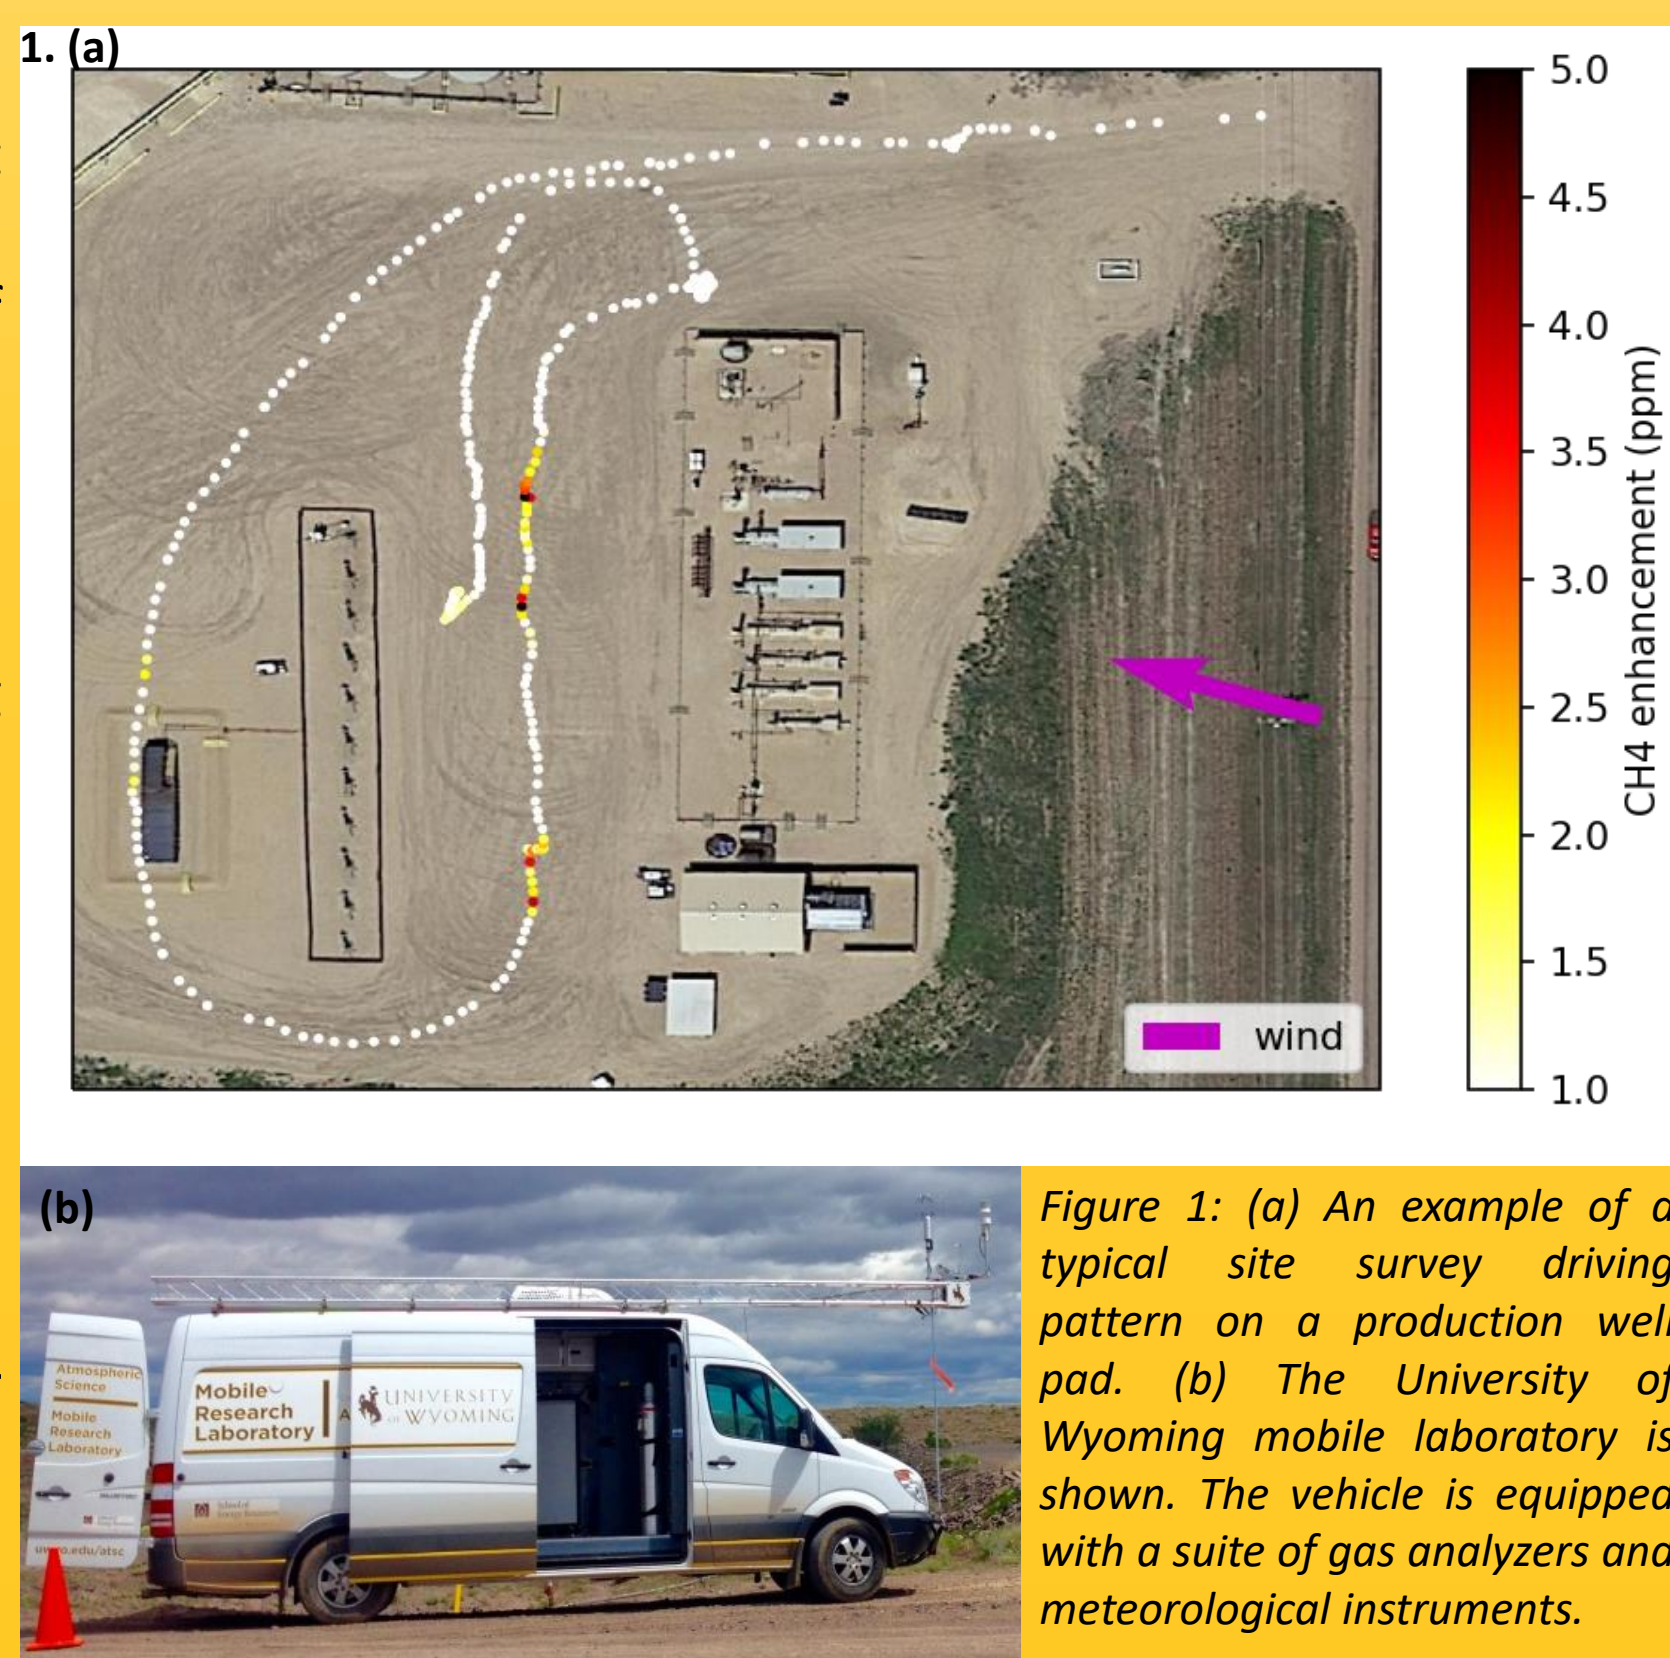 1. (a)
5.0
4.5
4.0
3.5
3.0
2.5
2.0
1.5
1.0
CH4 enhancement (ppm)
wind
(b)
Atmospheric
Science
Mobile
Research
Laboratory
Mobile
Research
Laboratory
A
UNIVERSITY
OF WYOMING
Figure 1: (a) An example of a
typical site survey driving
pattern on a production well
pad. (b) The University of
Wyoming mobile laboratory is
shown. The vehicle is equipped
with a suite of gas analyzers and
meteorological instruments.